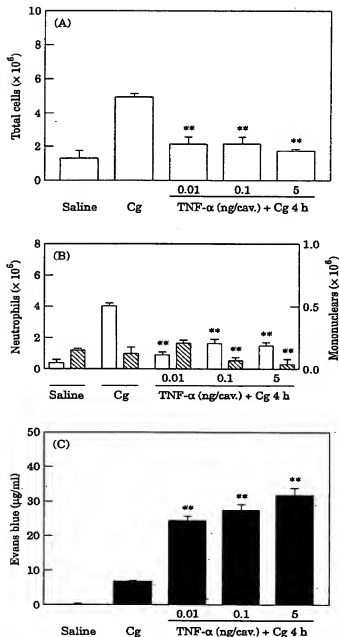 (A)
Total cells (× 10⁶)
10
8
6
4
2
0
** ** **
0.01 0.1 5
Saline Cg TNF-α (ng/cav.) + Cg 4 h
(B)
Neutrophils (× 10⁶)
8
6
4
2
0
Mononuclears (× 10⁶)
1.0
0.5
0.0
** ** ** ** **
0.01 0.1 5
Saline Cg TNF-α (ng/cav.) + Cg 4 h
(C)
Evans blue (μg/ml)
50
40
30
20
10
0
** ** **
0.01 0.1 5
Saline Cg TNF-α (ng/cav.) + Cg 4 h